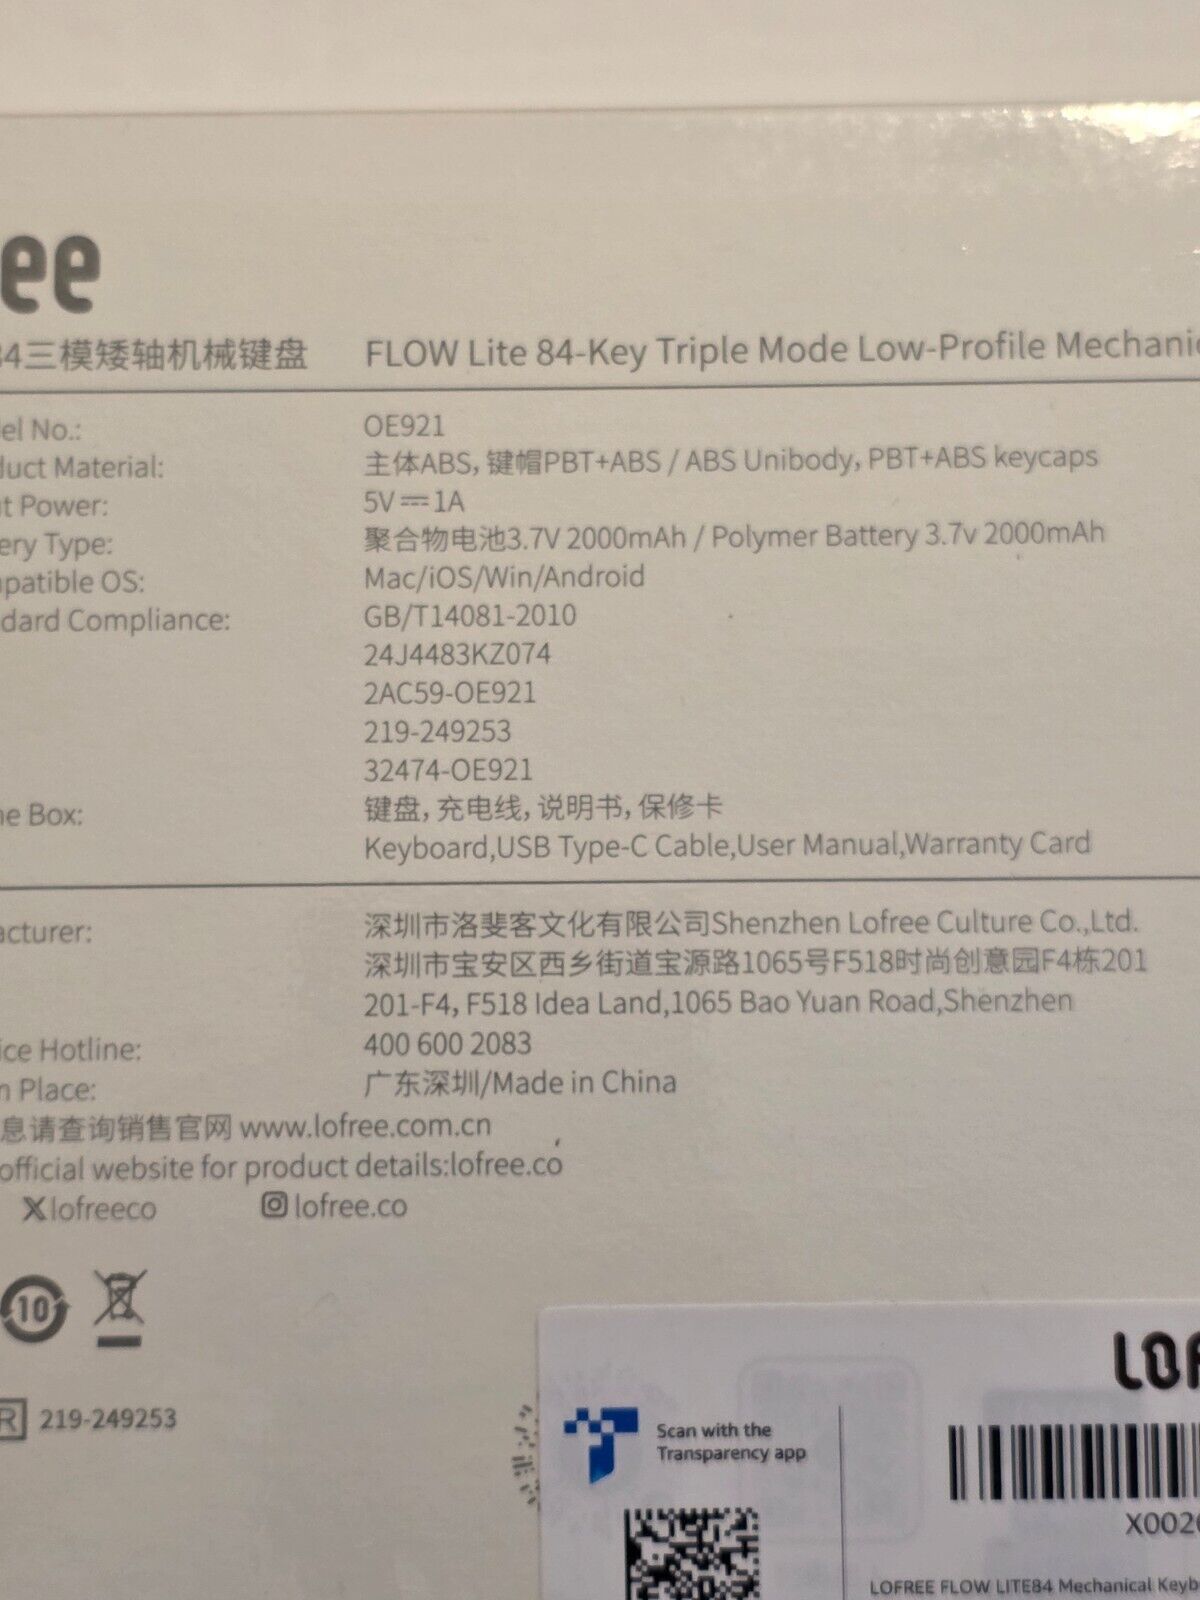 ee
84三模矮轴机械键盘 FLOW Lite 84-Key Triple Mode Low-Profile Mechanic
el No.: OE921
duct Material: 主体ABS, 键帽PBT+ABS / ABS Unibody, PBT+ABS keycaps
t Power: 5V⎓1A
ery Type: 聚合物电池3.7V 2000mAh / Polymer Battery 3.7v 2000mAh
patible OS: Mac/iOS/Win/Android
dard Compliance: GB/T14081-2010
24J4483KZ074
2AC59-OE921
219-249253
32474-OE921
e Box: 键盘, 充电线, 说明书, 保修卡
Keyboard,USB Type-C Cable,User Manual,Warranty Card
acturer: 深圳市洛斐客文化有限公司Shenzhen Lofree Culture Co.,Ltd.
深圳市宝安区西乡街道宝源路1065号F518时尚创意园F4栋201
201-F4, F518 Idea Land,1065 Bao Yuan Road,Shenzhen
ice Hotline: 400 600 2083
n Place: 广东深圳/Made in China
息请查询销售官网 www.lofree.com.cn
official website for product details:lofree.co
Xlofreeco lofree.co
10
R 219-249253
LOF
Scan with the
Transparency app
X002
LOFREE FLOW LITE84 Mechanical Keyb